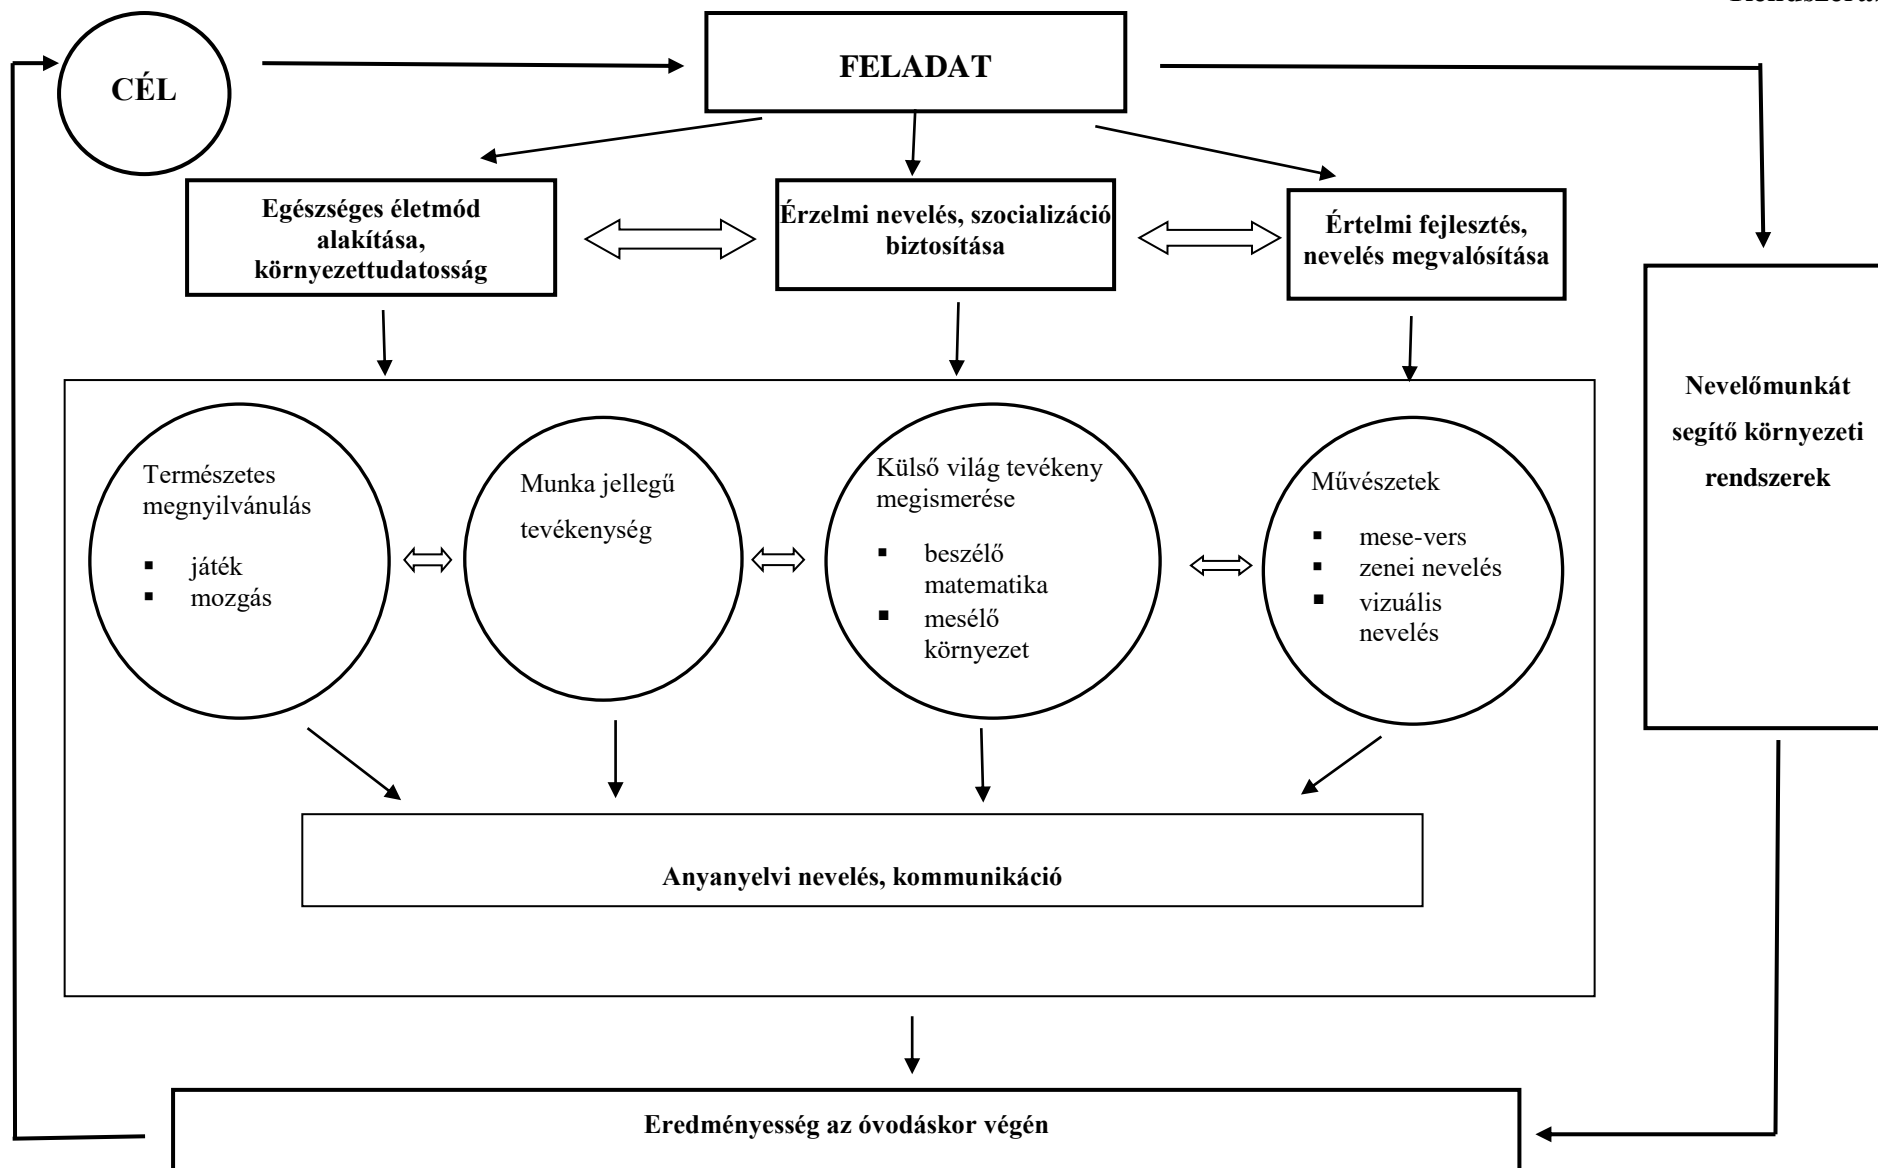 CÉL
FELADAT
Egészséges életmód
alakítása,
környezettudatosság
Érzelmi nevelés, szocializáció
biztosítása
Értelmi fejlesztés,
nevelés megvalósítása
Nevelőmunkát
segítő környezeti
rendszerek
Természetes
megnyilvánulás
▪ játék
▪ mozgás
Munka jellegű
tevékenység
Külső világ tevékeny
megismerése
▪ beszélő
matematika
▪ mesélő
környezet
Művészetek
▪ mese-vers
▪ zenei nevelés
▪ vizuális
nevelés
Anyanyelvi nevelés, kommunikáció
Eredményesség az óvodáskor végén